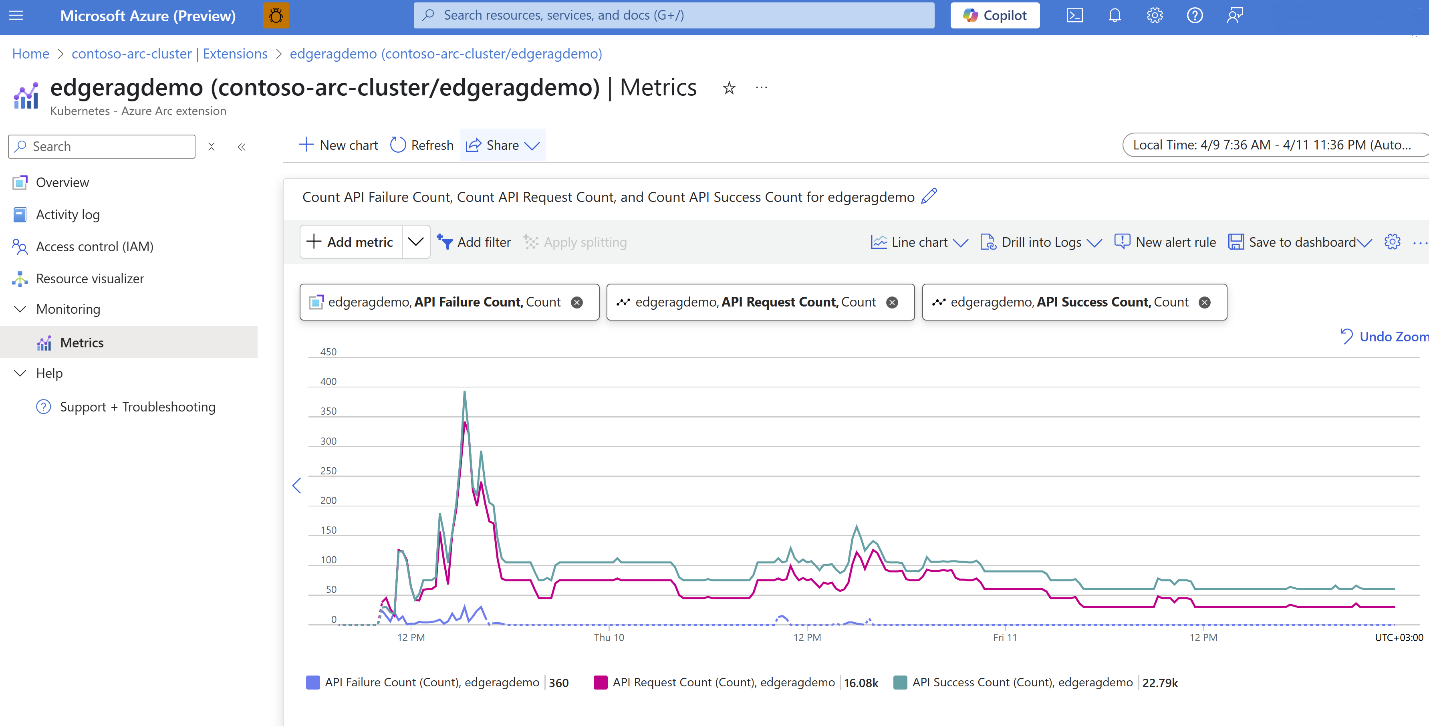 Microsoft Azure (Preview)
Search resources, services, and docs (G+/)
Copilot
Home > contoso-arc-cluster | Extensions > edgeragdemo (contoso-arc-cluster/edgeragdemo)
edgeragdemo (contoso-arc-cluster/edgeragdemo) | Metrics
Kubernetes - Azure Arc extension
Search
Overview
Activity log
Access control (IAM)
Resource visualizer
Monitoring
Metrics
Help
Support + Troubleshooting
New chart Refresh Share
Local Time: 4/9 7:36 AM - 4/11 11:36 PM (Auto...
Count API Failure Count, Count API Request Count, and Count API Success Count for edgeragdemo
Add metric Add filter Apply splitting Line chart Drill into Logs New alert rule Save to dashboard
edgeragdemo, API Failure Count, Count
edgeragdemo, API Request Count, Count
edgeragdemo, API Success Count, Count
Undo Zoom
450
400
350
300
250
200
150
100
50
0
12 PM Thu 10 12 PM Fri 11 12 PM UTC+03:00
API Failure Count (Count), edgeragdemo | 360
API Request Count (Count), edgeragdemo | 16.08k
API Success Count (Count), edgeragdemo | 22.79k